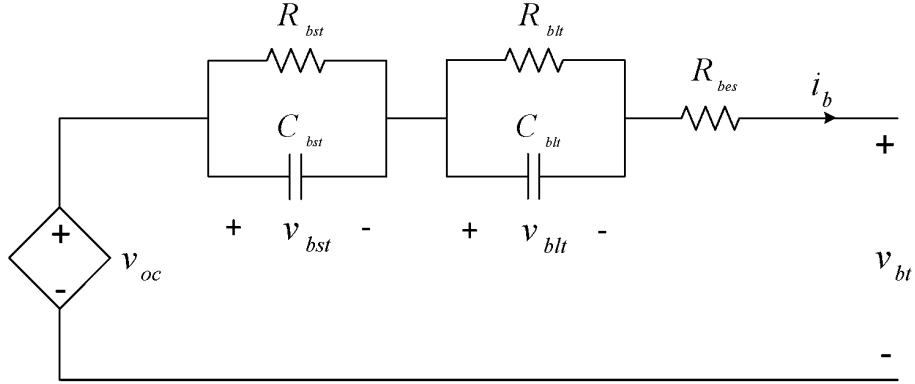 R_bst R_blt
R_bes i_b
C_bst C_blt
+
+ v_bst - + v_blt -
+ v_oc v_bt
-
-